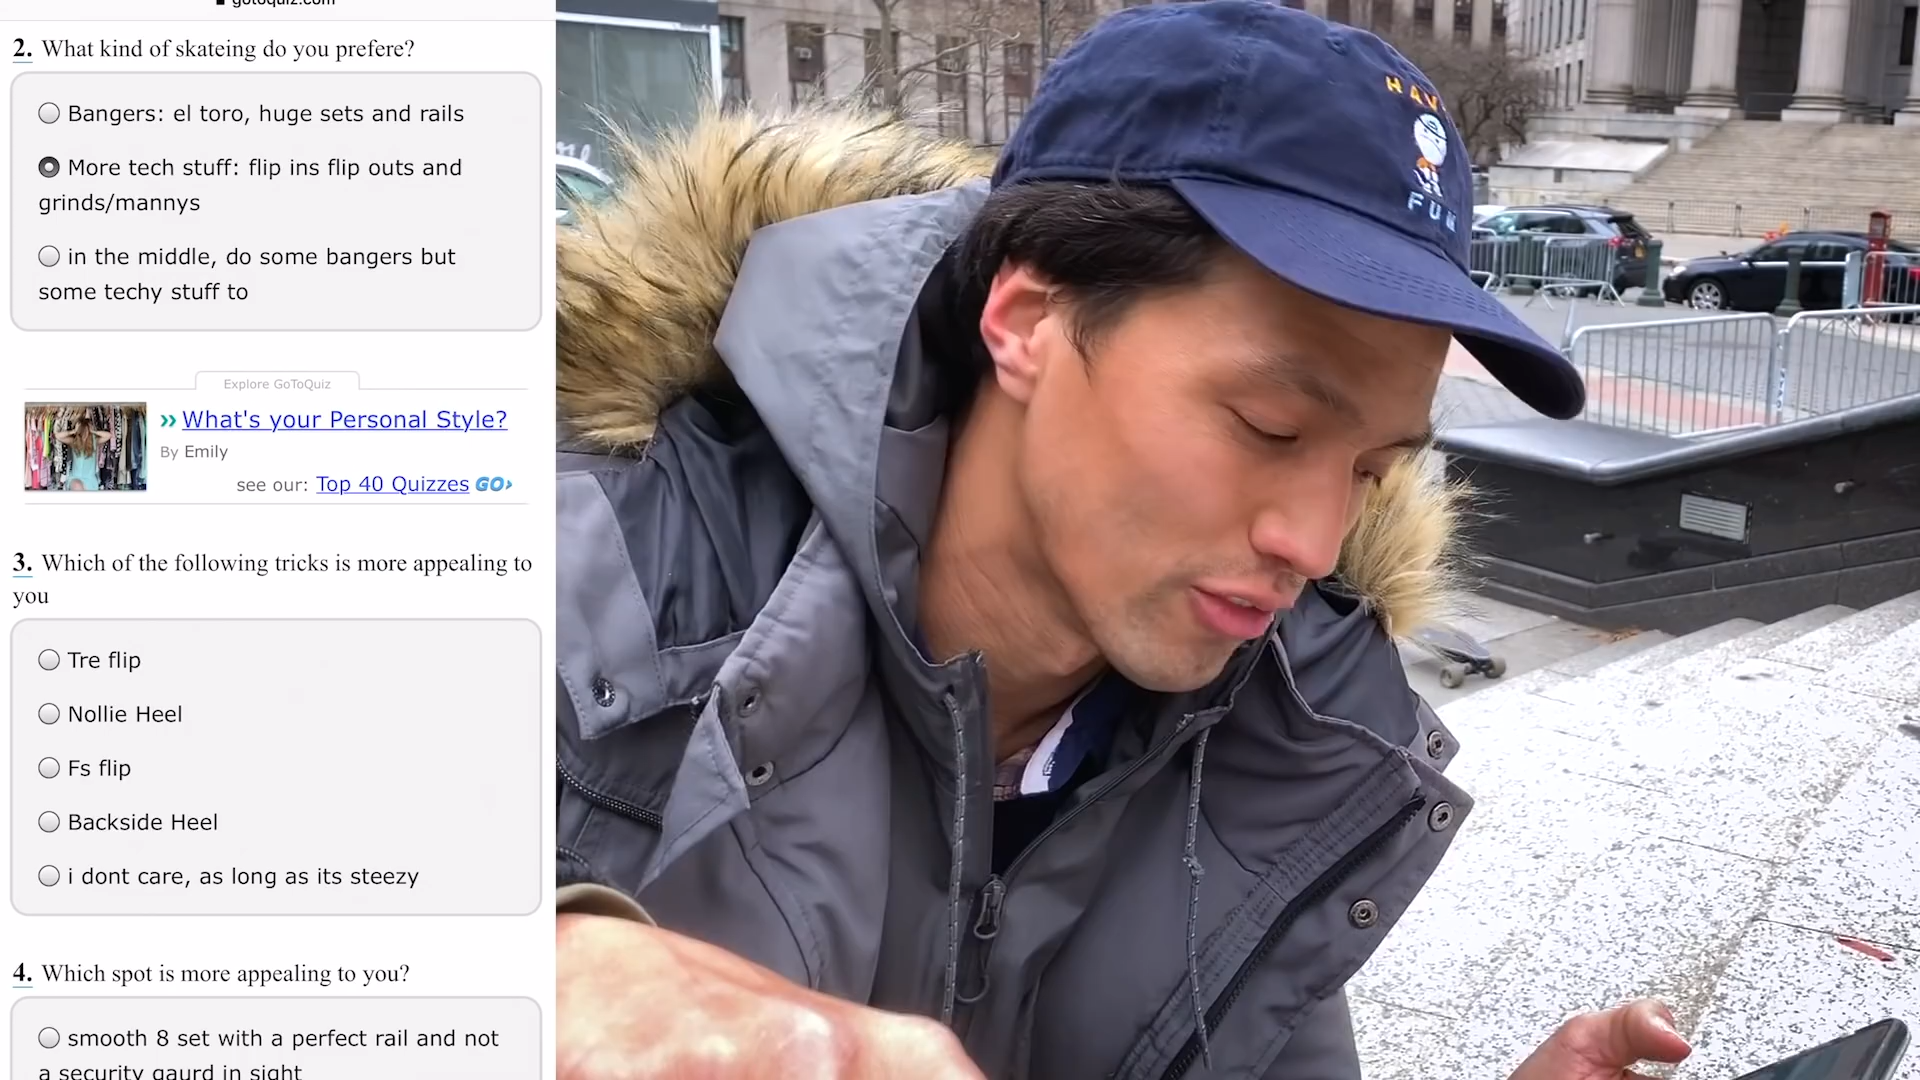 gotoquiz.com
2. What kind of skateing do you prefere?
Bangers: el toro, huge sets and rails
More tech stuff: flip ins flip outs and
grinds/mannys
in the middle, do some bangers but
some techy stuff to
Explore GoToQuiz
›› What's your Personal Style?
By Emily
see our: Top 40 Quizzes GO›
3. Which of the following tricks is more appealing to
you
Tre flip
Nollie Heel
Fs flip
Backside Heel
i dont care, as long as its steezy
4. Which spot is more appealing to you?
smooth 8 set with a perfect rail and not
a security gaurd in sight
HAV
FUN